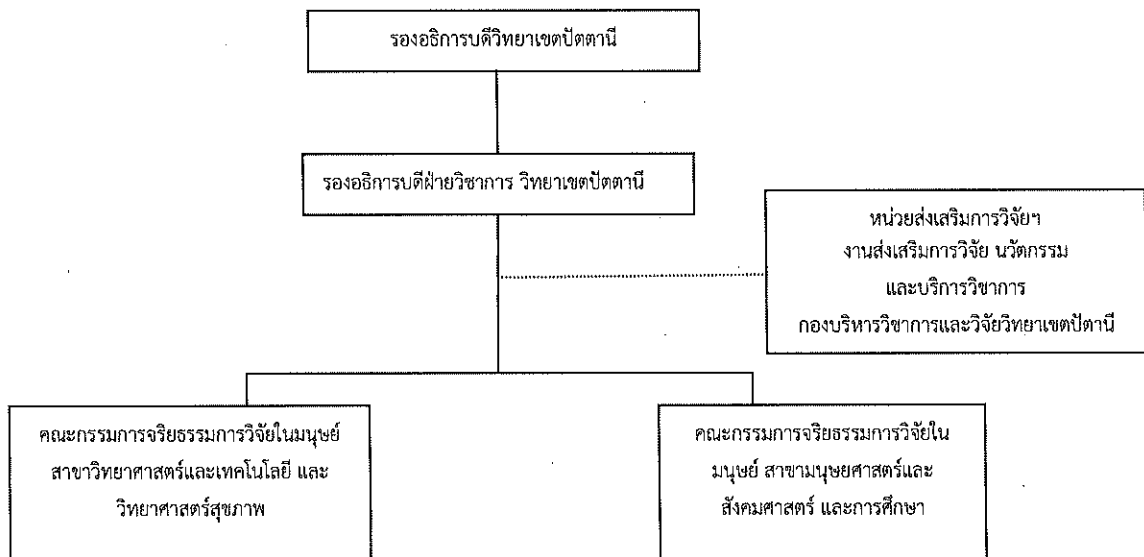 รองอธิการบดีวิทยาเขตปัตตานี
รองอธิการบดีฝ่ายวิชาการ วิทยาเขตปัตตานี
หน่วยส่งเสริมการวิจัยฯ
งานส่งเสริมการวิจัย นวัตกรรม
และบริการวิชาการ
กองบริหารวิชาการและวิจัยวิทยาเขตปัตานี
คณะกรรมการจริยธรรมการวิจัยในมนุษย์
สาขาวิทยาศาสตร์และเทคโนโลยี และ
วิทยาศาสตร์สุขภาพ
คณะกรรมการจริยธรรมการวิจัยใน
มนุษย์ สาขามนุษยศาสตร์และ
สังคมศาสตร์ และการศึกษา